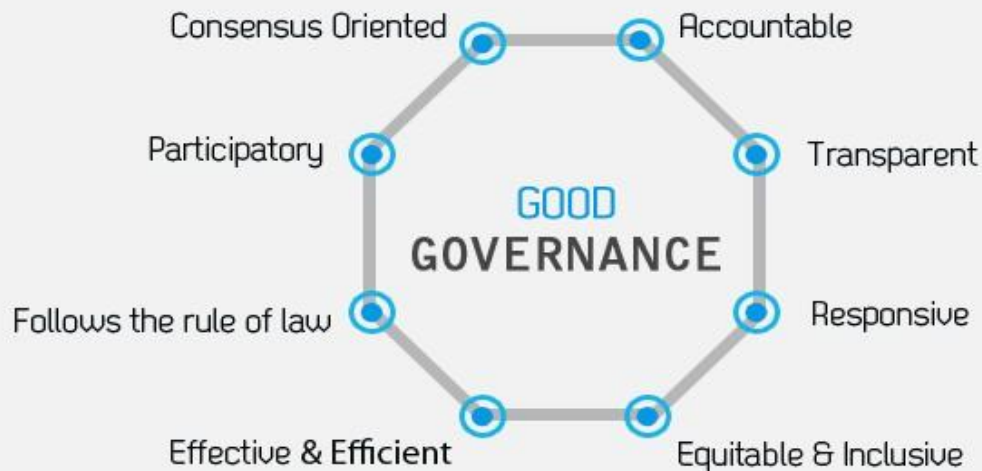 Consensus Oriented
Accountable
Participatory
Transparent
GOOD
GOVERNANCE
Follows the rule of law
Responsive
Effective & Efficient
Equitable & Inclusive